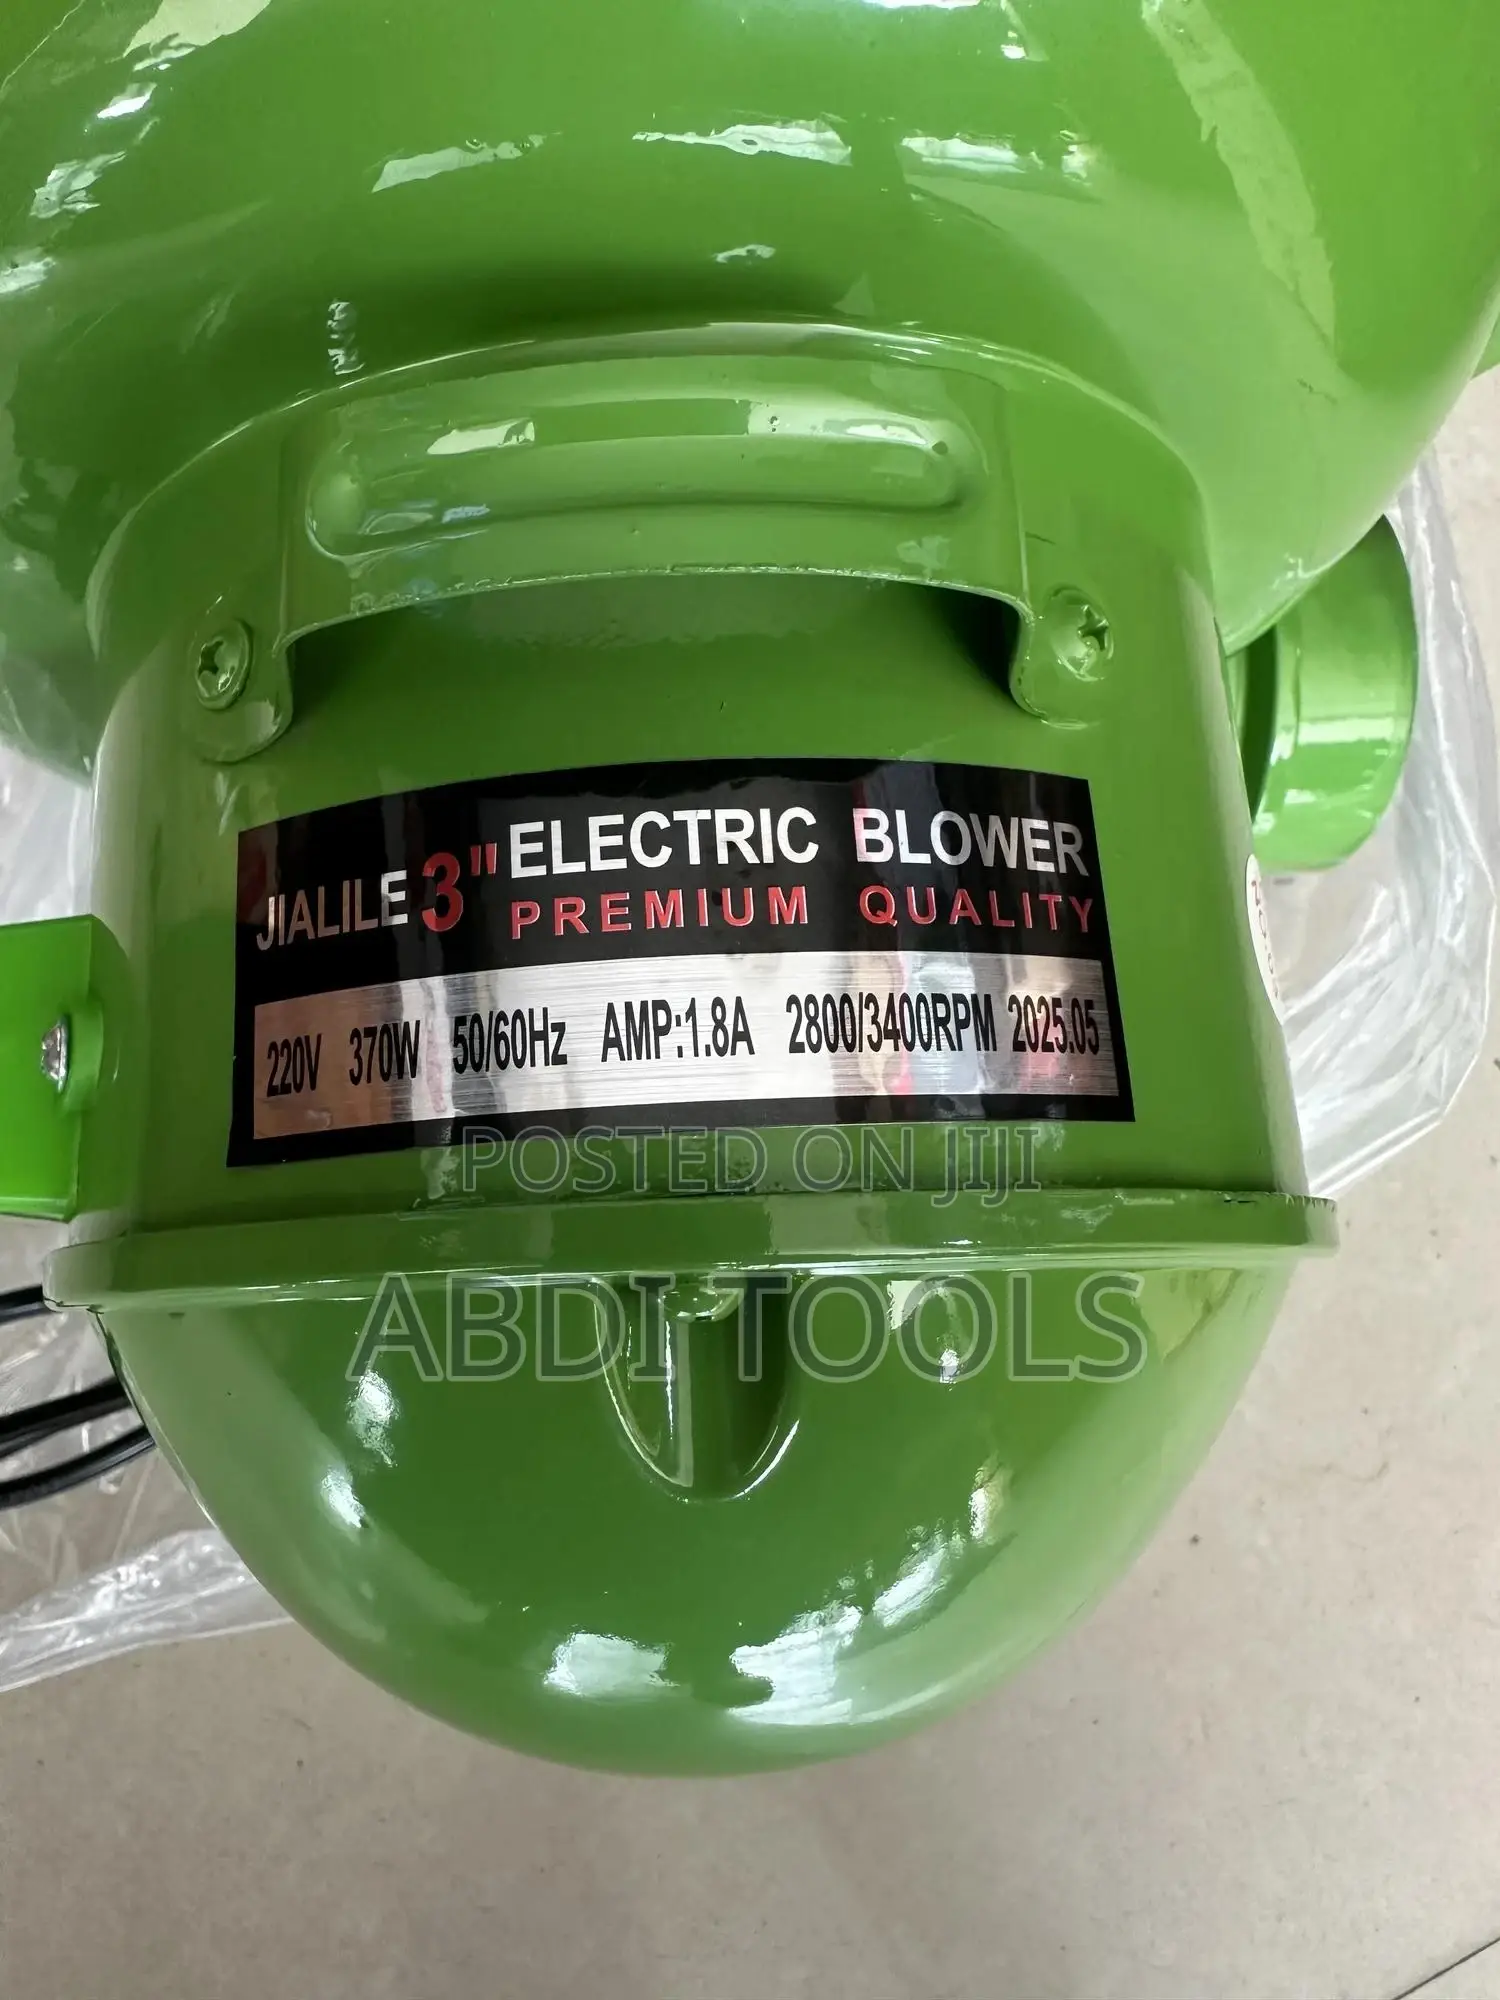 JIALILE 3" ELECTRIC BLOWER
PREMIUM QUALITY
220V 370W 50/60Hz AMP:1.8A 2800/3400RPM 2025.05
POSTED ON JIJI
ABDI TOOLS